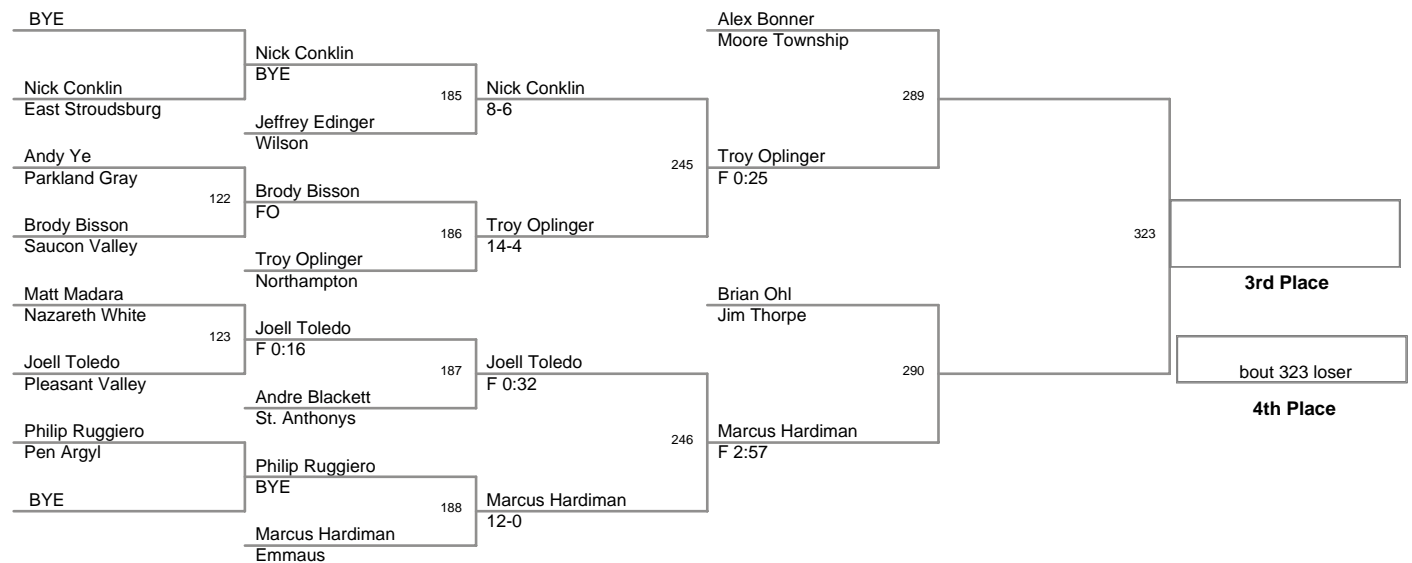 BYE
Nick Conklin
East Stroudsburg
Andy Ye
Parkland Gray
122
Brody Bisson
Saucon Valley
Matt Madara
Nazareth White
123
Joell Toledo
Pleasant Valley
Philip Ruggiero
Pen Argyl
BYE
Nick Conklin
BYE
185
Jeffrey Edinger
Wilson
Brody Bisson
FO
186
Troy Oplinger
Northampton
Joell Toledo
F 0:16
187
Andre Blackett
St. Anthonys
Philip Ruggiero
BYE
188
Marcus Hardiman
Emmaus
Nick Conklin
8-6
245
Troy Oplinger
14-4
Joell Toledo
F 0:32
246
Marcus Hardiman
12-0
Alex Bonner
Moore Township
289
Troy Oplinger
F 0:25
Brian Ohl
Jim Thorpe
290
Marcus Hardiman
F 2:57
323
3rd Place
bout 323 loser
4th Place